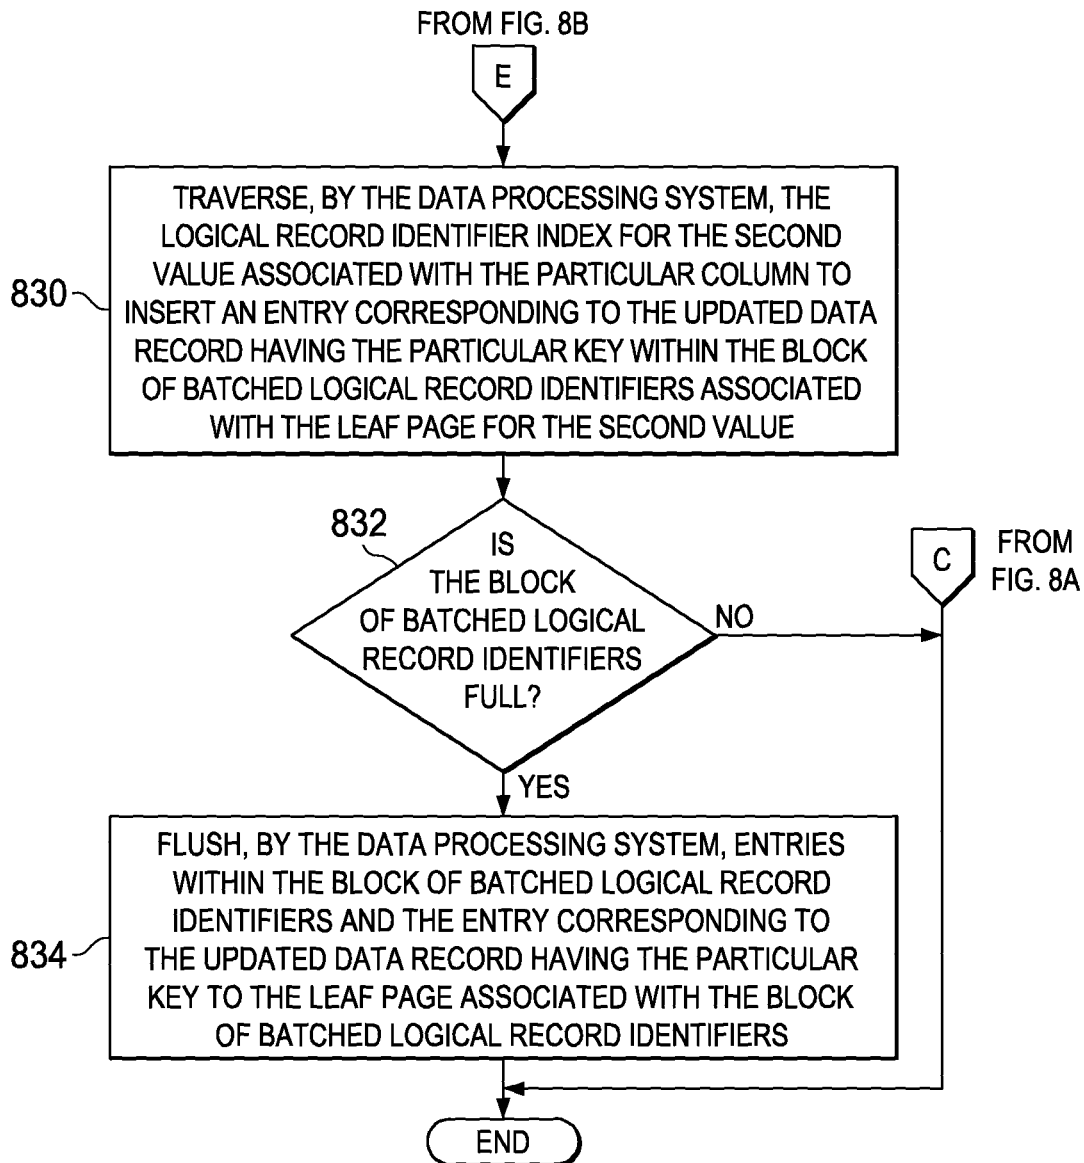 FROM FIG. 8B
E
830
TRAVERSE, BY THE DATA PROCESSING SYSTEM, THE
LOGICAL RECORD IDENTIFIER INDEX FOR THE SECOND
VALUE ASSOCIATED WITH THE PARTICULAR COLUMN TO
INSERT AN ENTRY CORRESPONDING TO THE UPDATED DATA
RECORD HAVING THE PARTICULAR KEY WITHIN THE BLOCK
OF BATCHED LOGICAL RECORD IDENTIFIERS ASSOCIATED
WITH THE LEAF PAGE FOR THE SECOND VALUE
832
IS
THE BLOCK
OF BATCHED LOGICAL
RECORD IDENTIFIERS
FULL?
NO
C
FROM
FIG. 8A
YES
834
FLUSH, BY THE DATA PROCESSING SYSTEM, ENTRIES
WITHIN THE BLOCK OF BATCHED LOGICAL RECORD
IDENTIFIERS AND THE ENTRY CORRESPONDING TO
THE UPDATED DATA RECORD HAVING THE PARTICULAR
KEY TO THE LEAF PAGE ASSOCIATED WITH THE BLOCK
OF BATCHED LOGICAL RECORD IDENTIFIERS
END